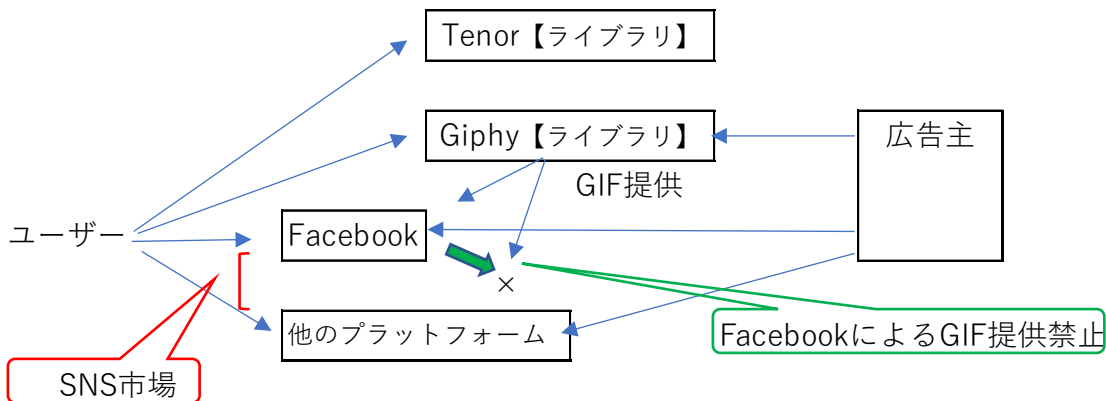 Tenor【ライブラリ】
Giphy【ライブラリ】
広告主
GIF提供
ユーザー
Facebook
×
他のプラットフォーム
FacebookによるGIF提供禁止
SNS市場